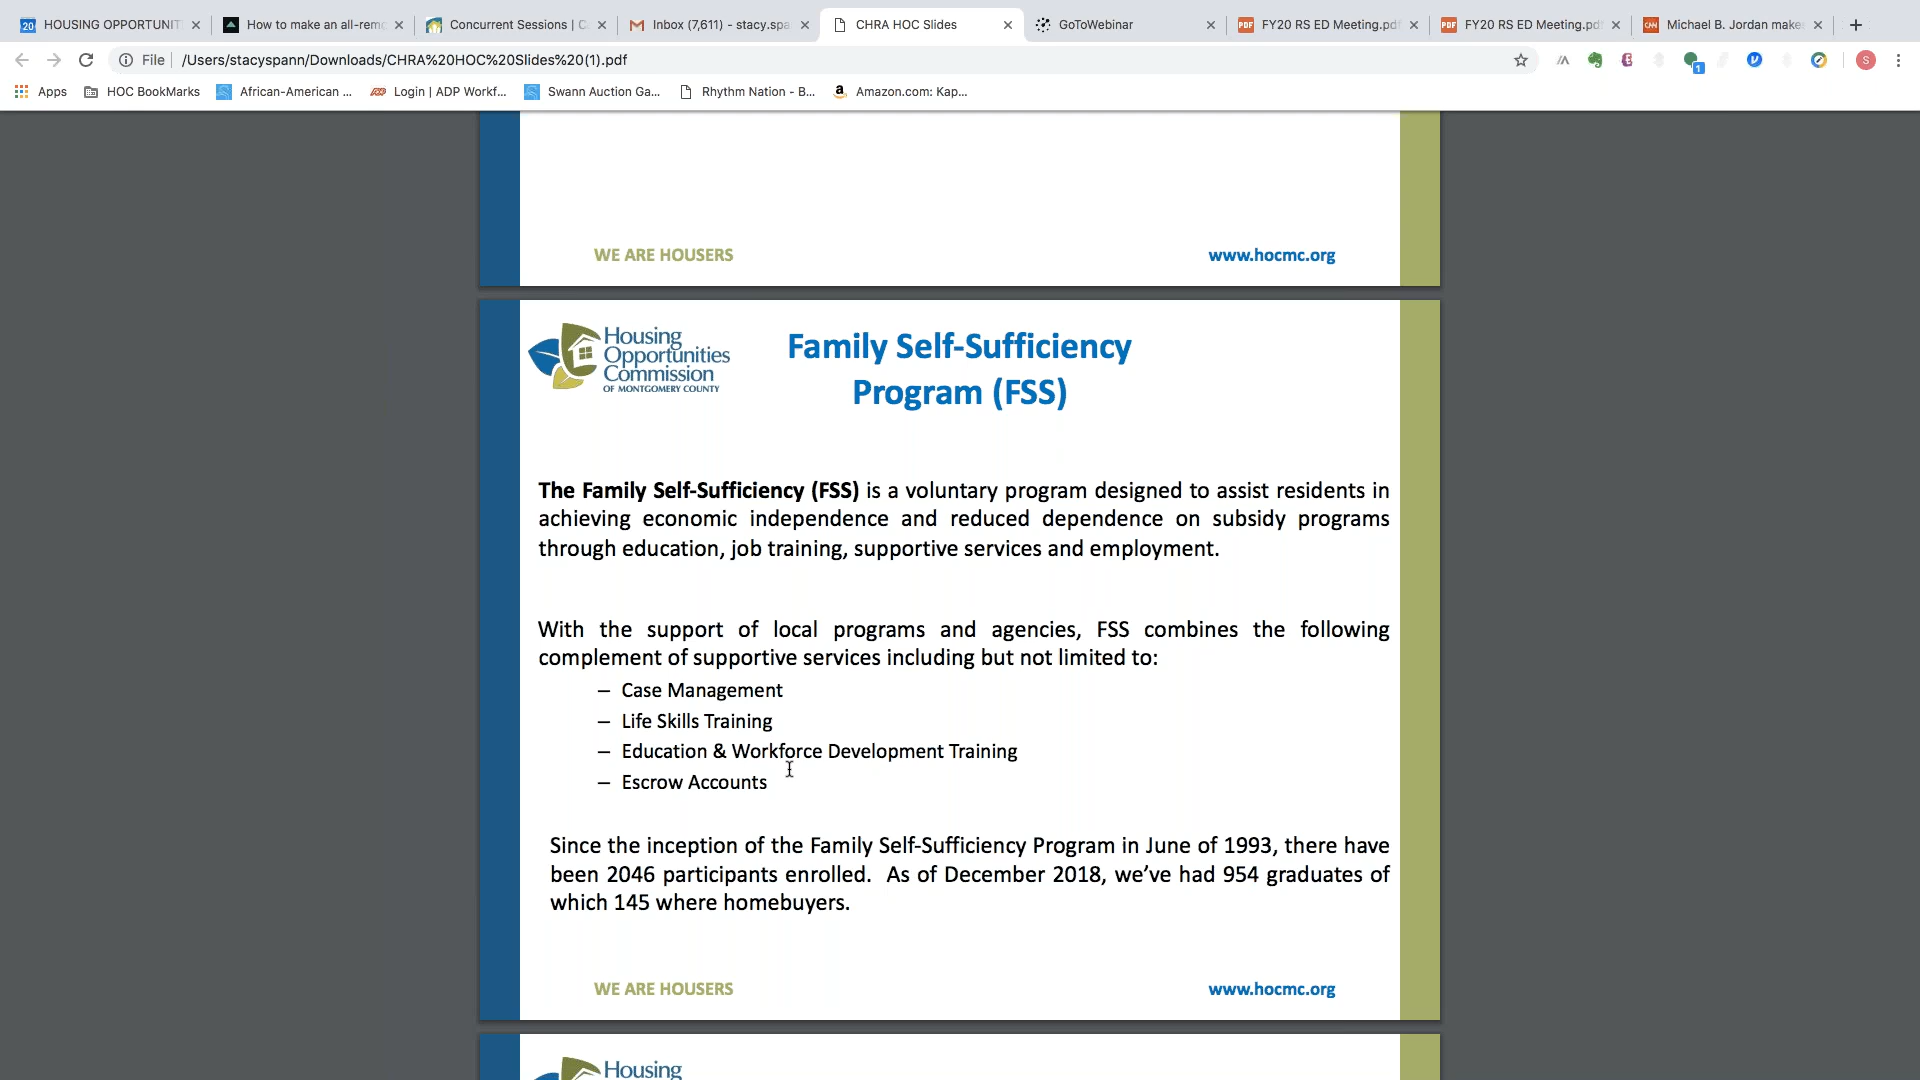 HOUSING OPPORTUNIT
How to make an all-remo
Concurrent Sessions | C
Inbox (7,611) - stacy.spa
CHRA HOC Slides
GoToWebinar
FY20 RS ED Meeting.pdf
FY20 RS ED Meeting.pdf
Michael B. Jordan make
File
/Users/stacyspann/Downloads/CHRA%20HOC%20Slides%20(1).pdf
1
S
Apps
HOC BookMarks
African-American ...
Login | ADP Workf...
Swann Auction Ga...
Rhythm Nation - B...
Amazon.com: Kap...
WE ARE HOUSERS
www.hocmc.org
Housing
Opportunities
Commission
OF MONTGOMERY COUNTY
Family Self-Sufficiency
Program (FSS)
The Family Self-Sufficiency (FSS) is a voluntary program designed to assist residents in
achieving economic independence and reduced dependence on subsidy programs
through education, job training, supportive services and employment.
With the support of local programs and agencies, FSS combines the following
complement of supportive services including but not limited to:
– Case Management
– Life Skills Training
– Education & Workforce Development Training
– Escrow Accounts
Since the inception of the Family Self-Sufficiency Program in June of 1993, there have
been 2046 participants enrolled. As of December 2018, we've had 954 graduates of
which 145 where homebuyers.
WE ARE HOUSERS
www.hocmc.org
Housing